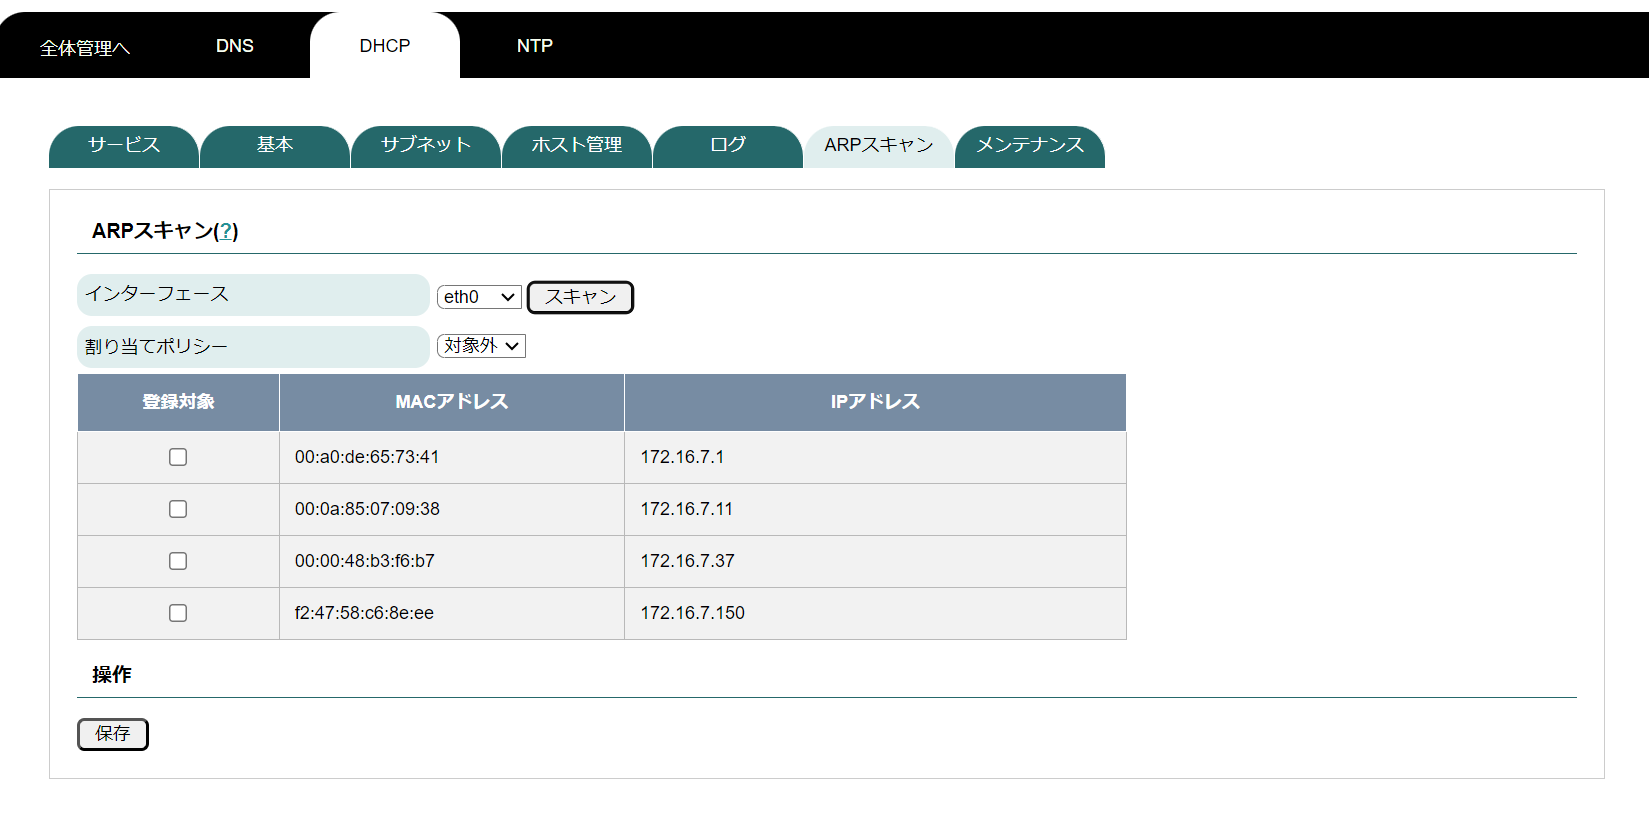 全体管理へ DNS DHCP NTP
サービス 基本 サブネット ホスト管理 ログ ARPスキャン メンテナンス
ARPスキャン(?)
インターフェース eth0 スキャン
割り当てポリシー 対象外
登録対象 MACアドレス IPアドレス
00:a0:de:65:73:41 172.16.7.1
00:0a:85:07:09:38 172.16.7.11
00:00:48:b3:f6:b7 172.16.7.37
f2:47:58:c6:8e:ee 172.16.7.150
操作
保存